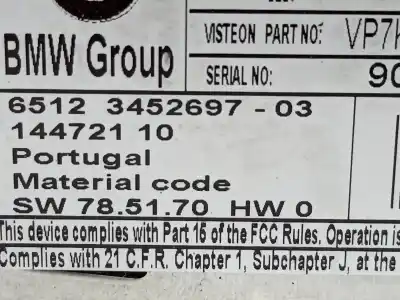 VISTEON PART NO: VP7
BMW Group
SERIAL NO: 90
6512 3452697 - 03
144721 10
Portugal
Material code
SW 78.51.70 HW 0
This device complies with Part 15 of the FCC Rules. Operation is
Complies with 21 C.F.R. Chapter 1, Subchapter J, at the